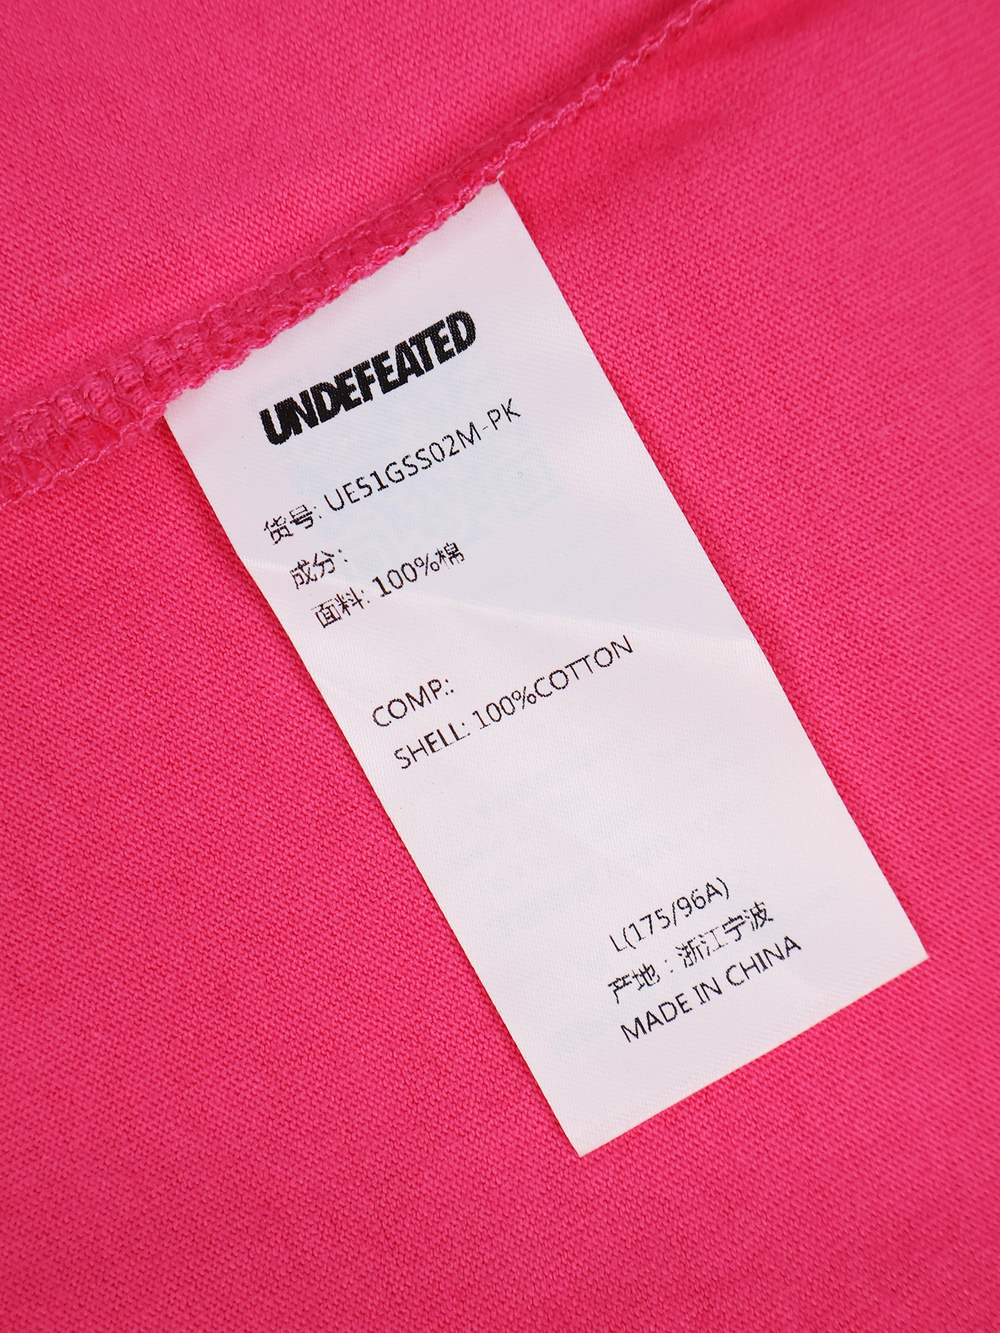 UNDEFEATED
货号: UE51GSS02M-PK
成分:
面料: 100%棉
COMP.:
SHELL: 100%COTTON
L(175/96A)
产地：浙江宁波
MADE IN CHINA